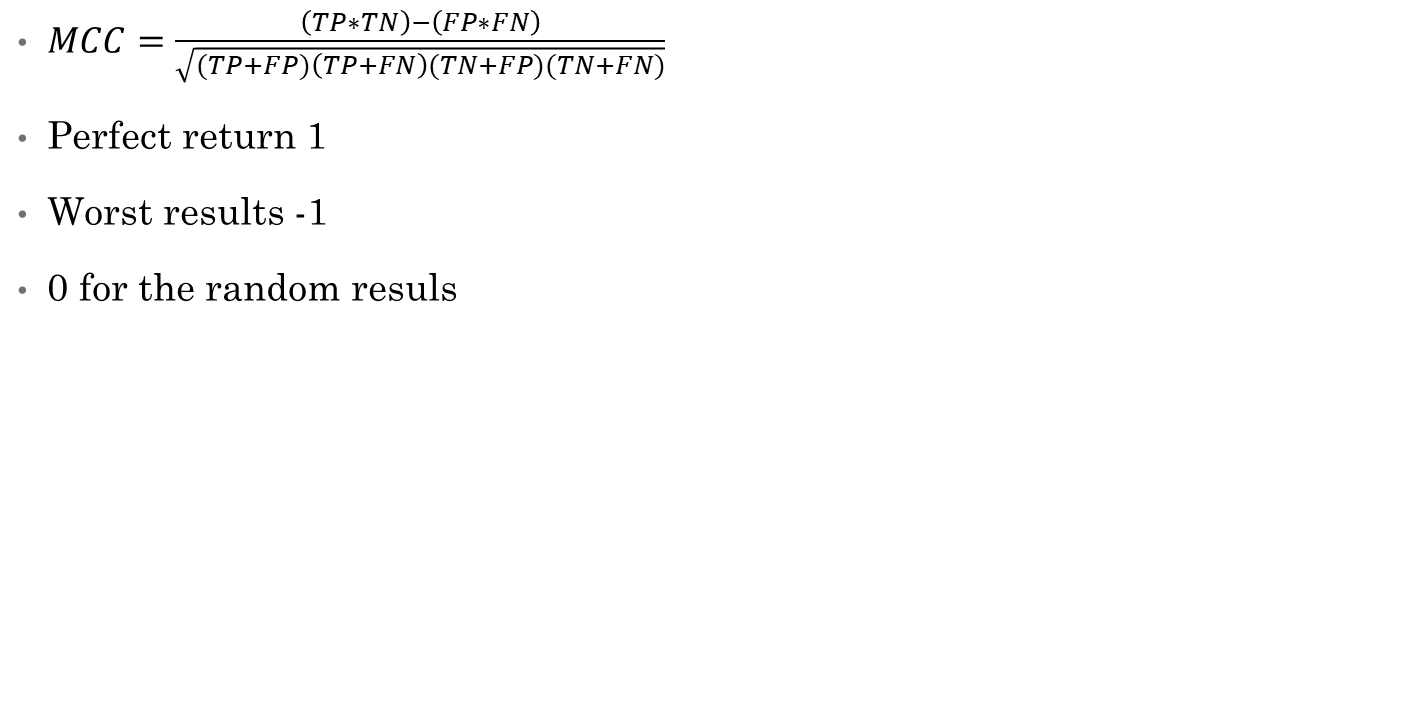 • MCC = (TP*TN)−(FP*FN) / √(TP+FP)(TP+FN)(TN+FP)(TN+FN)
• Perfect return 1
• Worst results -1
• 0 for the random resuls